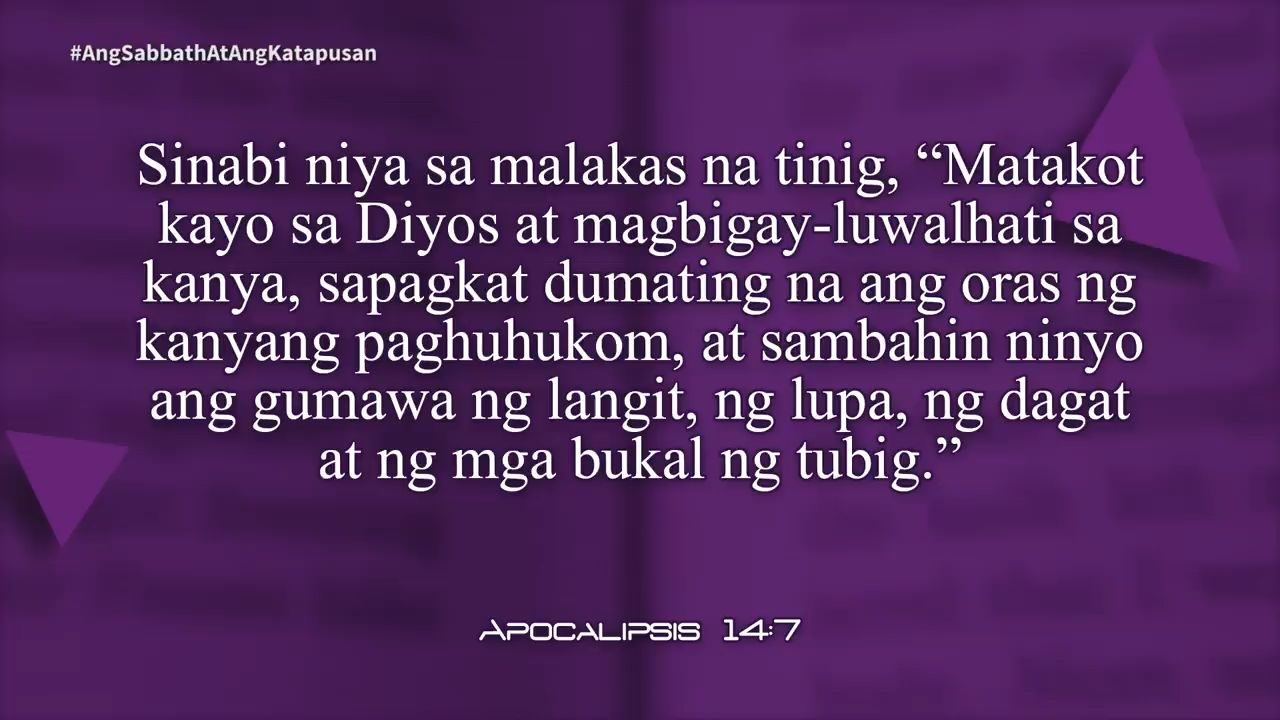 #AngSabbathAtAngKatapusan
Sinabi niya sa malakas na tinig, “Matakot
kayo sa Diyos at magbigay-luwalhati sa
kanya, sapagkat dumating na ang oras ng
kanyang paghuhukom, at sambahin ninyo
ang gumawa ng langit, ng lupa, ng dagat
at ng mga bukal ng tubig.”
Apocalipsis 14:7